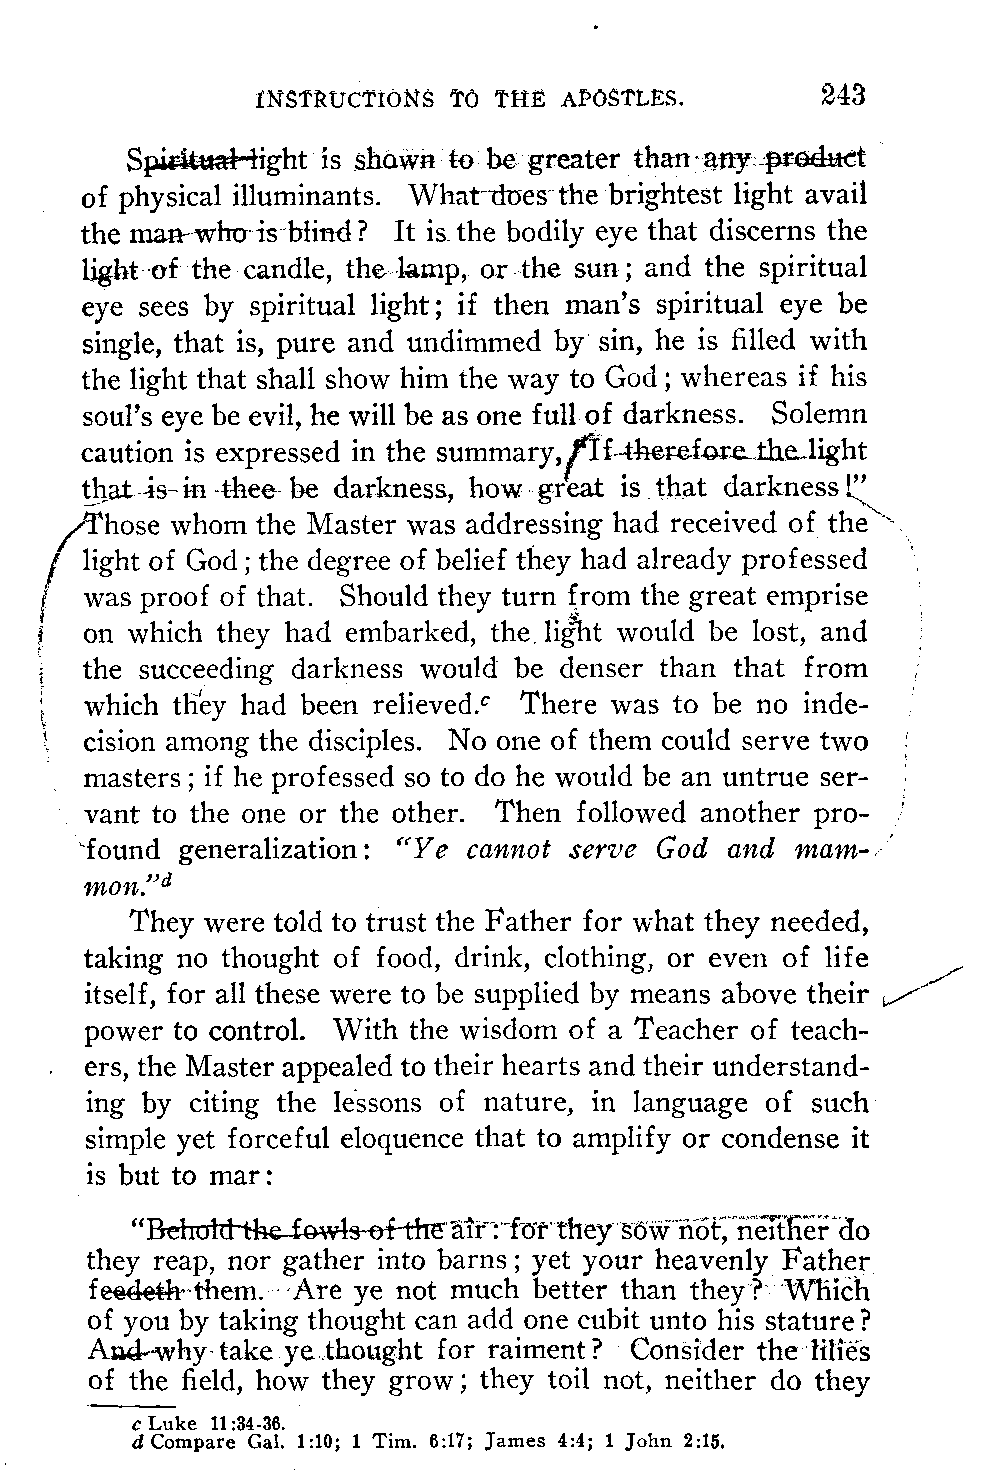 INSTRUCTIONS TO THE APOSTLES. 243
Spiritual light is shown to be greater than any product
of physical illuminants. What does the brightest light avail
the man who is blind? It is the bodily eye that discerns the
light of the candle, the lamp, or the sun; and the spiritual
eye sees by spiritual light; if then man's spiritual eye be
single, that is, pure and undimmed by sin, he is filled with
the light that shall show him the way to God; whereas if his
soul's eye be evil, he will be as one full of darkness. Solemn
caution is expressed in the summary, "If therefore the light
that is in thee be darkness, how great is that darkness!"
Those whom the Master was addressing had received of the
light of God; the degree of belief they had already professed
was proof of that. Should they turn from the great emprise
on which they had embarked, the light would be lost, and
the succeeding darkness would be denser than that from
which they had been relieved.c There was to be no inde-
cision among the disciples. No one of them could serve two
masters; if he professed so to do he would be an untrue ser-
vant to the one or the other. Then followed another pro-
found generalization: "Ye cannot serve God and mam-
mon."d
They were told to trust the Father for what they needed,
taking no thought of food, drink, clothing, or even of life
itself, for all these were to be supplied by means above their
power to control. With the wisdom of a Teacher of teach-
ers, the Master appealed to their hearts and their understand-
ing by citing the lessons of nature, in language of such
simple yet forceful eloquence that to amplify or condense it
is but to mar:
"Behold the fowls of the air: for they sow not, neither do
they reap, nor gather into barns; yet your heavenly Father
feedeth them. Are ye not much better than they? Which
of you by taking thought can add one cubit unto his stature?
And why take ye thought for raiment? Consider the lilies
of the field, how they grow; they toil not, neither do they
c Luke 11:34-36.
d Compare Gal. 1:10; 1 Tim. 6:17; James 4:4; 1 John 2:15.